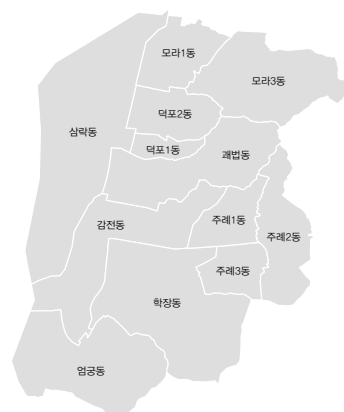 모라1동
모라3동
덕포2동
삼락동
덕포1동
괘법동
감전동
주례1동
주례2동
주례3동
학장동
엄궁동